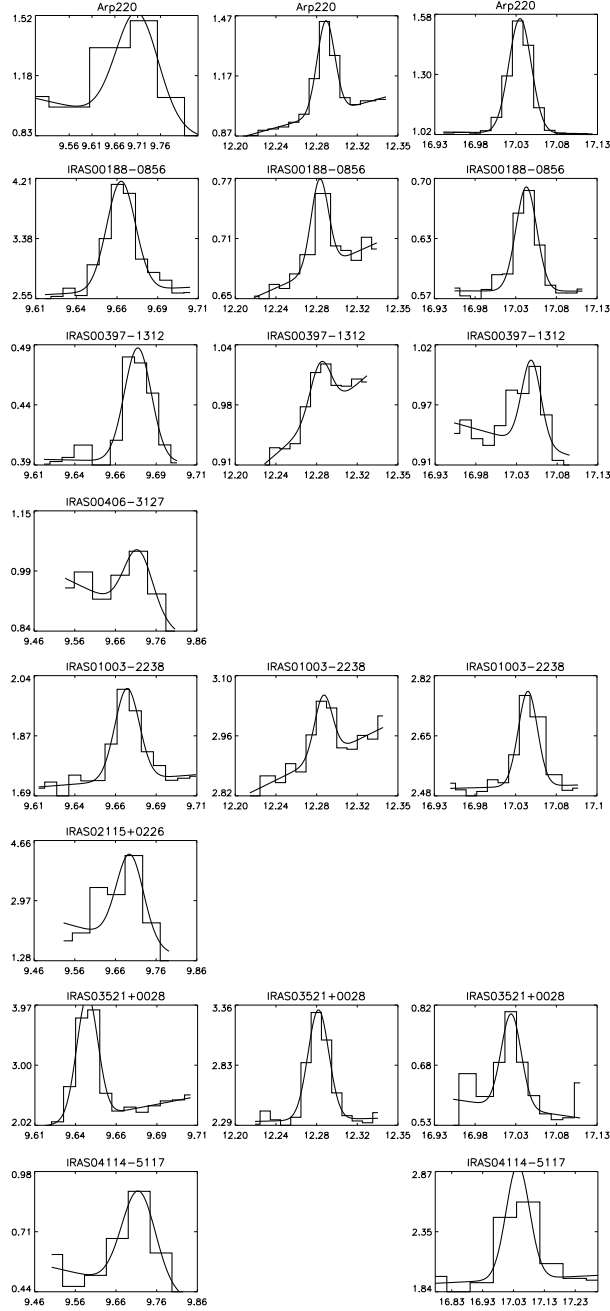 Arp220 Arp220 Arp220
1.52 1.47 1.58
1.18 1.17 1.30
0.83 0.87 1.02
9.56 9.61 9.66 9.71 9.76 12.20 12.24 12.28 12.32 12.35 16.93 16.98 17.03 17.08 17.13
IRAS00188-0856 IRAS00188-0856 IRAS00188-0856
4.21 0.77 0.70
3.38 0.71 0.63
2.55 0.65 0.57
9.61 9.64 9.66 9.69 9.71 12.20 12.24 12.28 12.32 12.35 16.93 16.98 17.03 17.08 17.13
IRAS00397-1312 IRAS00397-1312 IRAS00397-1312
0.49 1.04 1.02
0.44 0.98 0.97
0.39 0.91 0.91
9.61 9.64 9.66 9.69 9.71 12.20 12.24 12.28 12.32 12.35 16.93 16.98 17.03 17.08 17.13
IRAS00406-3127
1.15
0.99
0.84
9.46 9.56 9.66 9.76 9.86
IRAS01003-2238 IRAS01003-2238 IRAS01003-2238
2.04 3.10 2.82
1.87 2.96 2.65
1.69 2.82 2.48
9.61 9.64 9.66 9.69 9.71 12.20 12.24 12.28 12.32 12.35 16.93 16.98 17.03 17.08 17.1
IRAS02115+0226
4.66
2.97
1.28
9.46 9.56 9.66 9.76 9.86
IRAS03521+0028 IRAS03521+0028 IRAS03521+0028
3.97 3.36 0.82
3.00 2.83 0.68
2.02 2.29 0.53
9.61 9.64 9.66 9.69 9.71 12.20 12.24 12.28 12.32 12.35 16.93 16.98 17.03 17.08 17.13
IRAS04114-5117 IRAS04114-5117
0.98 2.87
0.71 2.35
0.44 1.84
9.46 9.56 9.66 9.76 9.86 16.83 16.93 17.03 17.13 17.23